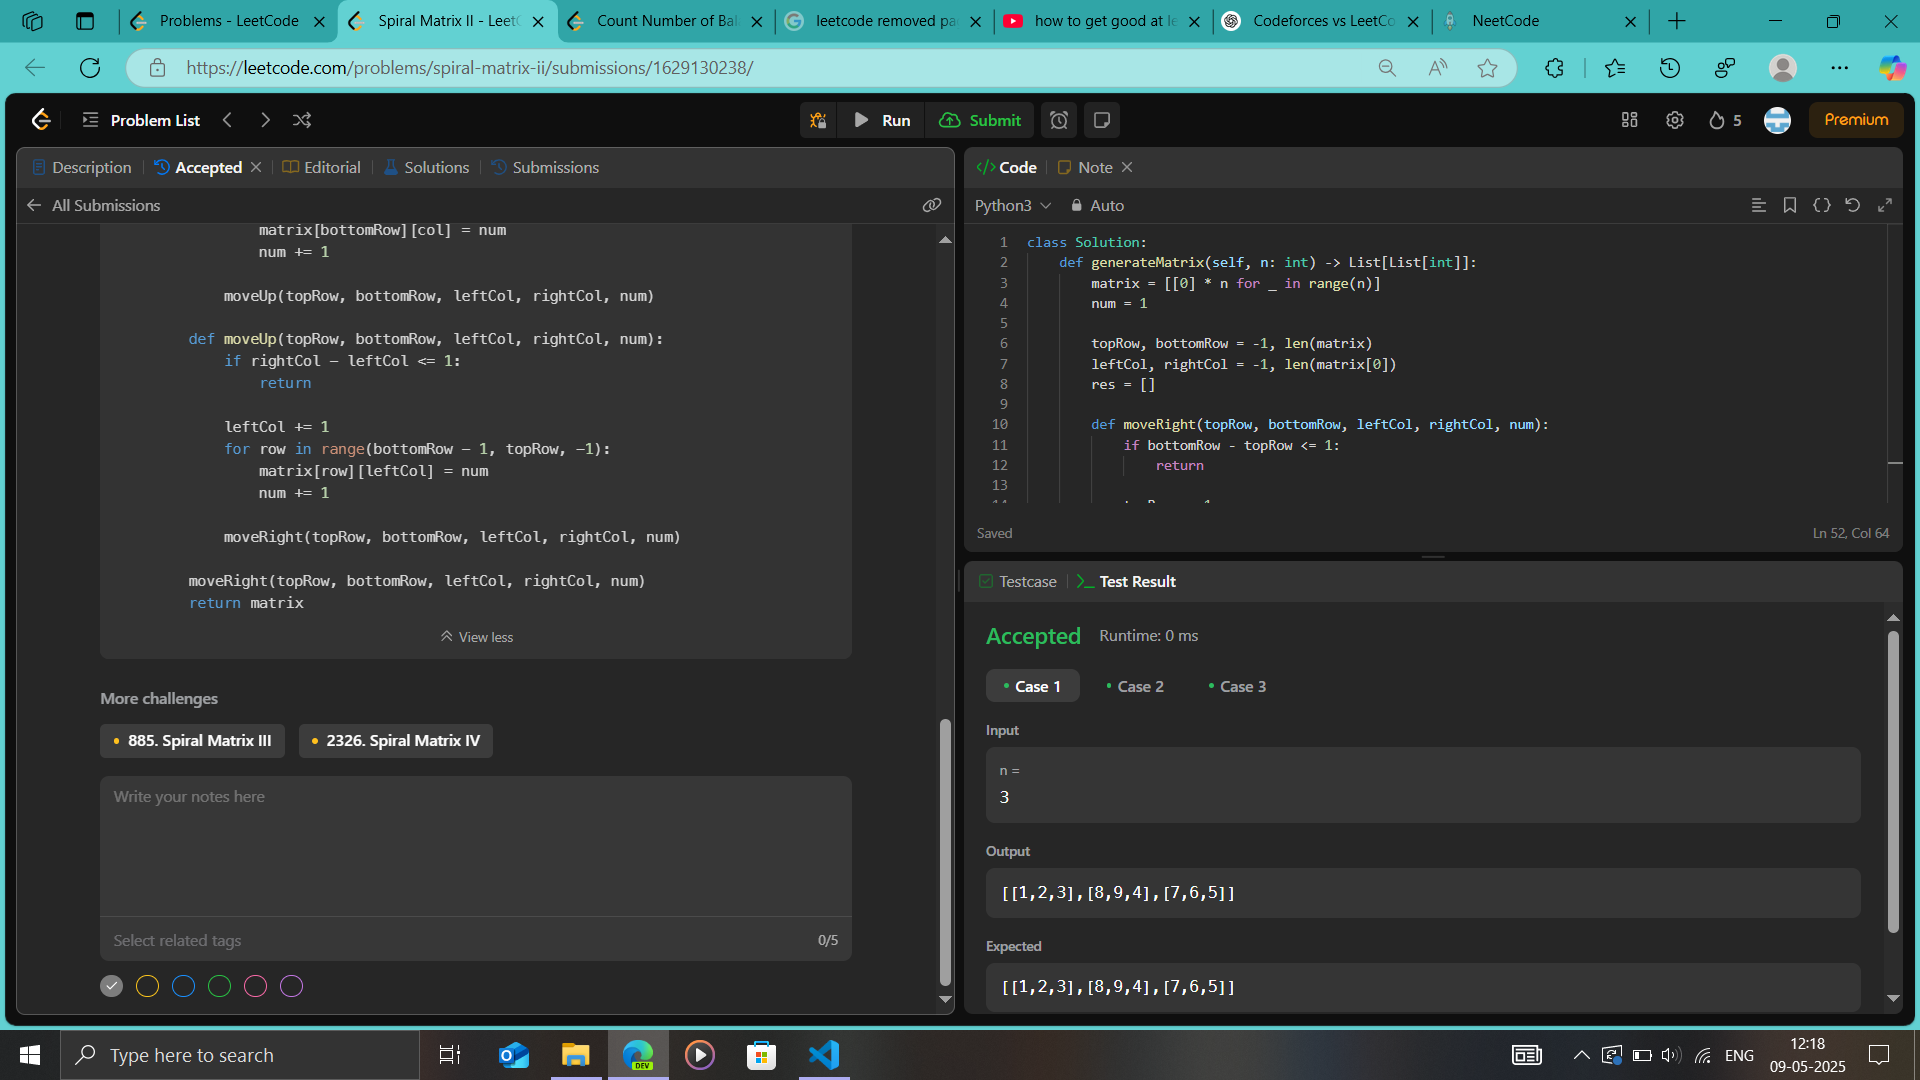 Problems - LeetCode
Spiral Matrix II - LeetC
Count Number of Bal
leetcode removed pa
how to get good at le
Codeforces vs LeetCo
NeetCode
https://leetcode.com/problems/spiral-matrix-ii/submissions/1629130238/
Problem List
Run
Submit
5
Premium
Description
Accepted
Editorial
Solutions
Submissions
All Submissions
matrix[bottomRow][col] = num
num += 1
moveUp(topRow, bottomRow, leftCol, rightCol, num)
def moveUp(topRow, bottomRow, leftCol, rightCol, num):
if rightCol - leftCol <= 1:
return
leftCol += 1
for row in range(bottomRow - 1, topRow, -1):
matrix[row][leftCol] = num
num += 1
moveRight(topRow, bottomRow, leftCol, rightCol, num)
moveRight(topRow, bottomRow, leftCol, rightCol, num)
return matrix
View less
More challenges
885. Spiral Matrix III
2326. Spiral Matrix IV
Write your notes here
Select related tags
0/5
Code
Note
Python3
Auto
1 class Solution:
2 def generateMatrix(self, n: int) -> List[List[int]]:
3 matrix = [[0] * n for _ in range(n)]
4 num = 1
5
6 topRow, bottomRow = -1, len(matrix)
7 leftCol, rightCol = -1, len(matrix[0])
8 res = []
9
10 def moveRight(topRow, bottomRow, leftCol, rightCol, num):
11 if bottomRow - topRow <= 1:
12 return
13
Saved
Ln 52, Col 64
Testcase
Test Result
Accepted
Runtime: 0 ms
Case 1
Case 2
Case 3
Input
n =
3
Output
[[1,2,3],[8,9,4],[7,6,5]]
Expected
[[1,2,3],[8,9,4],[7,6,5]]
Type here to search
DEV
ENG
12:18
09-05-2025